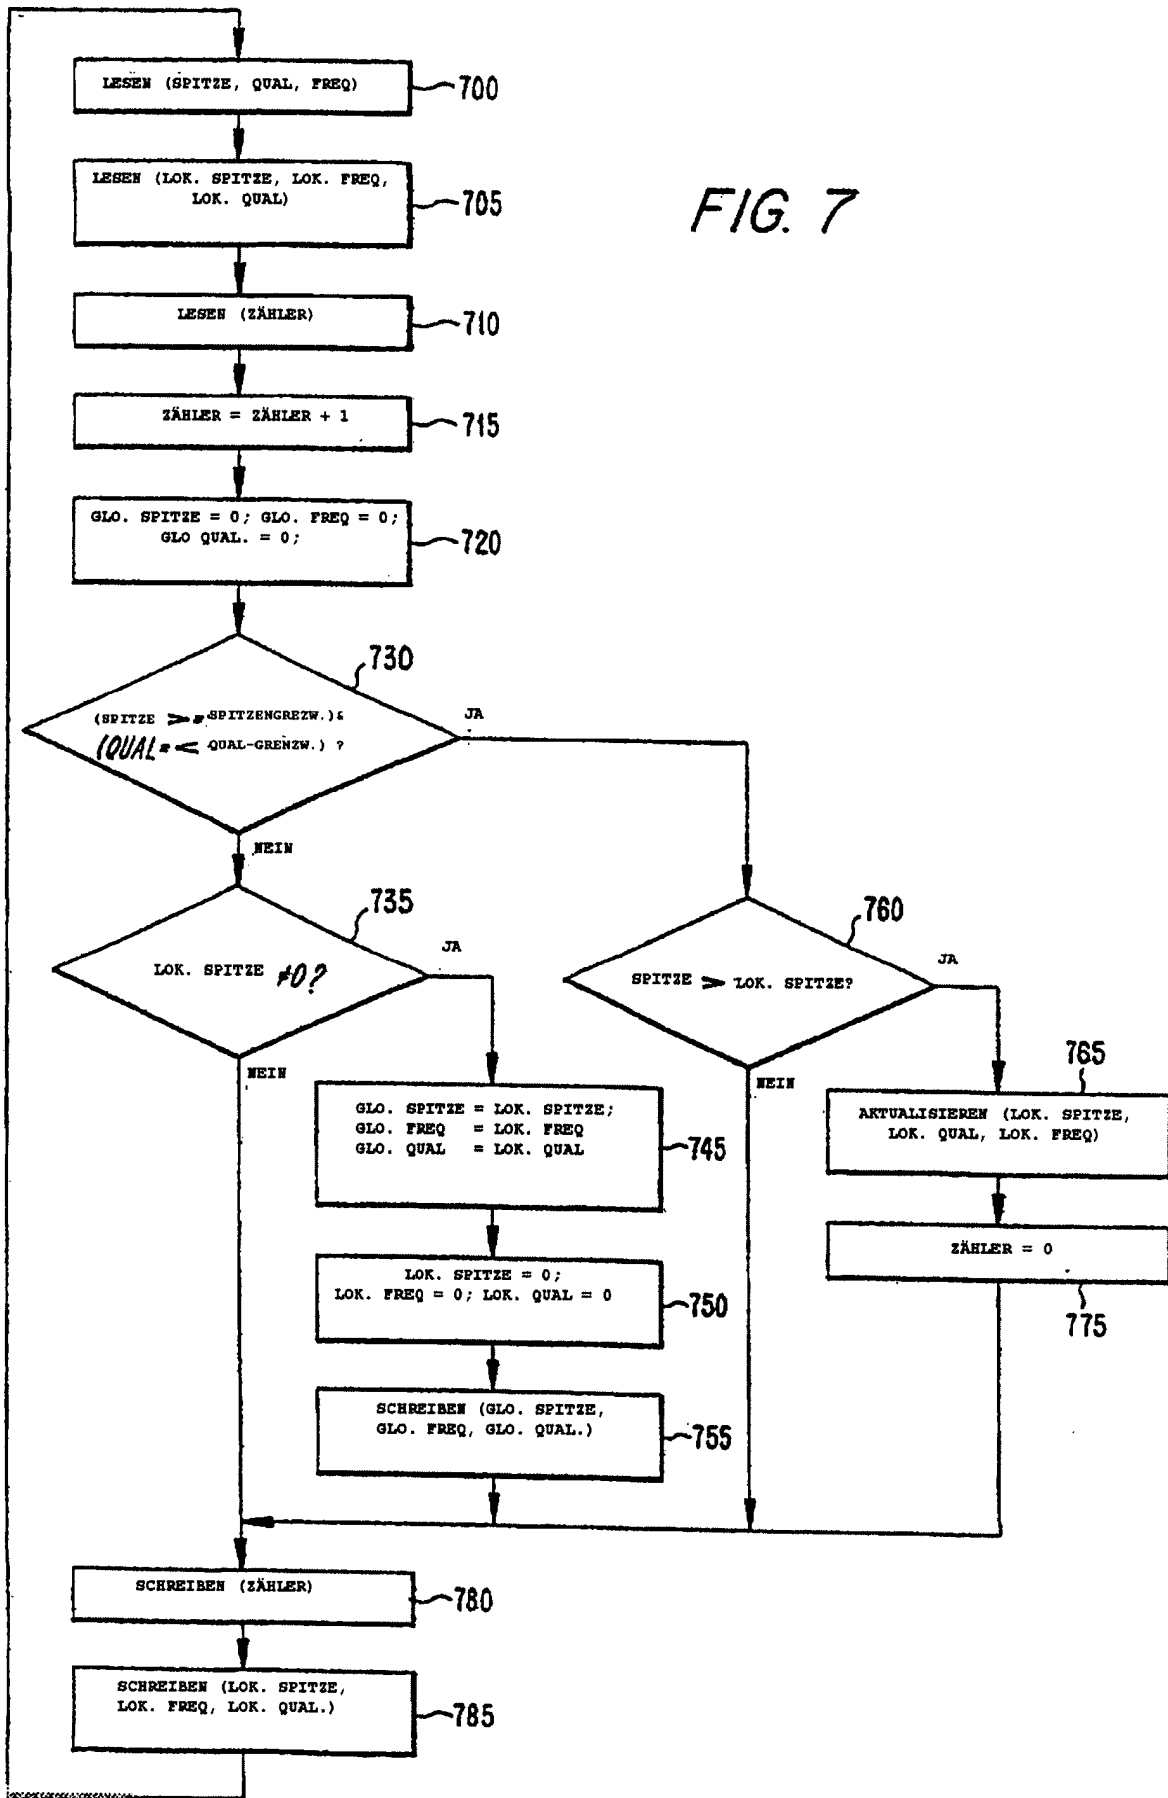 LESEN (SPITZE, QUAL, FREQ)
700
LESEN (LOK. SPITZE, LOK. FREQ,
LOK. QUAL)
705
FIG. 7
LESEN (ZÄHLER)
710
ZÄHLER = ZÄHLER + 1
715
GLO. SPITZE = 0; GLO. FREQ = 0;
GLO QUAL. = 0;
720
730
(SPITZE >= SPITZENGREZW.)&
(QUAL =< QUAL-GRENZW.) ?
JA
NEIN
735
LOK. SPITZE ≠0?
JA
NEIN
760
SPITZE > LOK. SPITZE?
JA
NEIN
GLO. SPITZE = LOK. SPITZE;
GLO. FREQ = LOK. FREQ
GLO. QUAL = LOK. QUAL
745
765
AKTUALISIEREN (LOK. SPITZE,
LOK. QUAL, LOK. FREQ)
ZÄHLER = 0
775
LOK. SPITZE = 0;
LOK. FREQ = 0; LOK. QUAL = 0
750
SCHREIBEN (GLO. SPITZE,
GLO. FREQ, GLO. QUAL.)
755
SCHREIBEN (ZÄHLER)
780
SCHREIBEN (LOK. SPITZE,
LOK. FREQ, LOK. QUAL.)
785